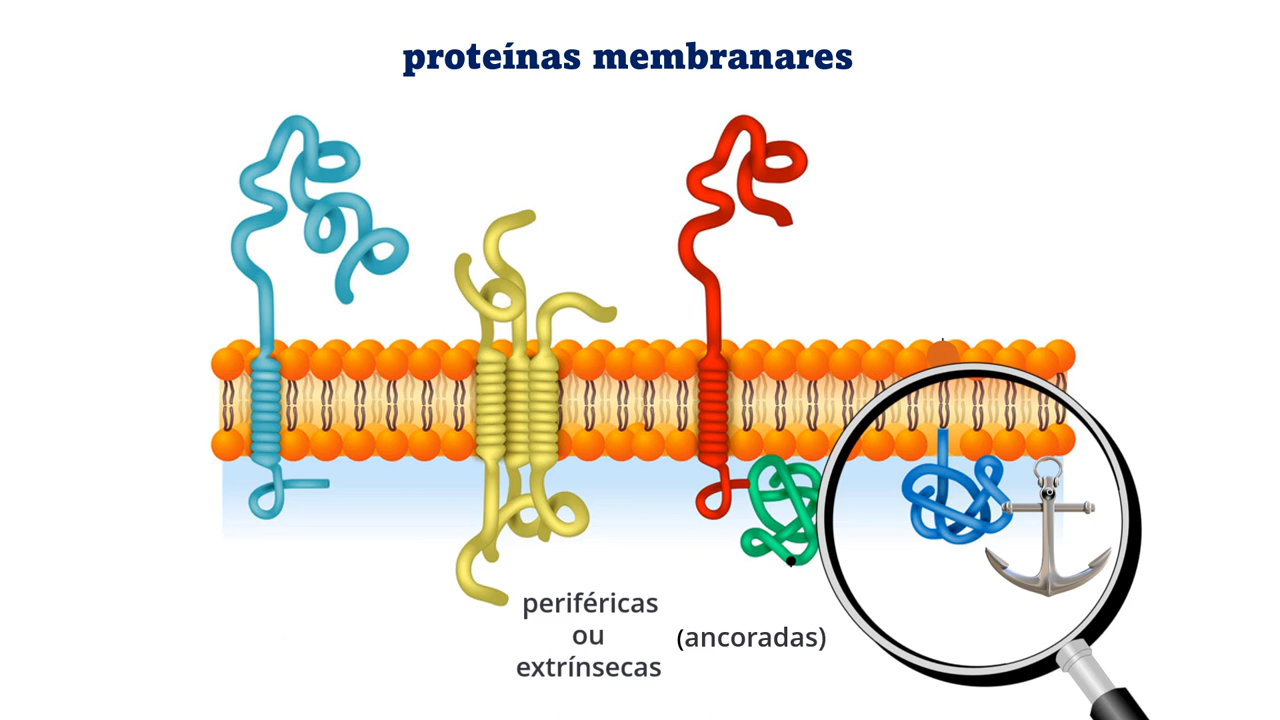 proteínas membranares
periféricas
ou
extrínsecas
(ancoradas)